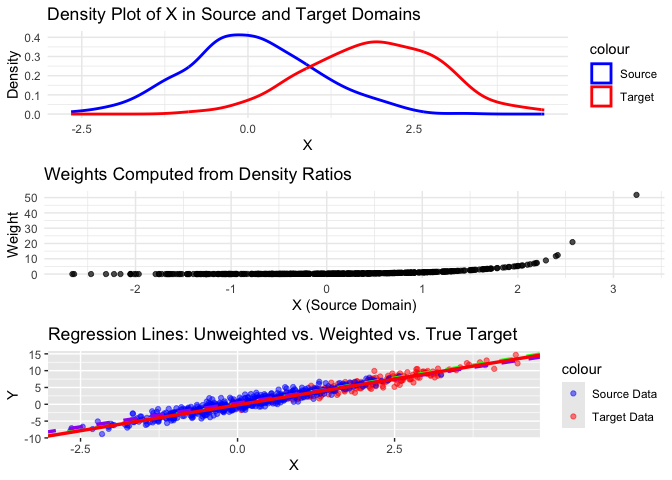 Density Plot of X in Source and Target Domains
0.4
0.3
0.2
0.1
0.0
Density
-2.5 0.0 2.5
X
colour
Source
Target
Weights Computed from Density Ratios
50
40
30
20
10
0
Weight
-2 -1 0 1 2 3
X (Source Domain)
Regression Lines: Unweighted vs. Weighted vs. True Target
15
10
5
0
-5
-10
Y
-2.5 0.0 2.5
X
colour
Source Data
Target Data